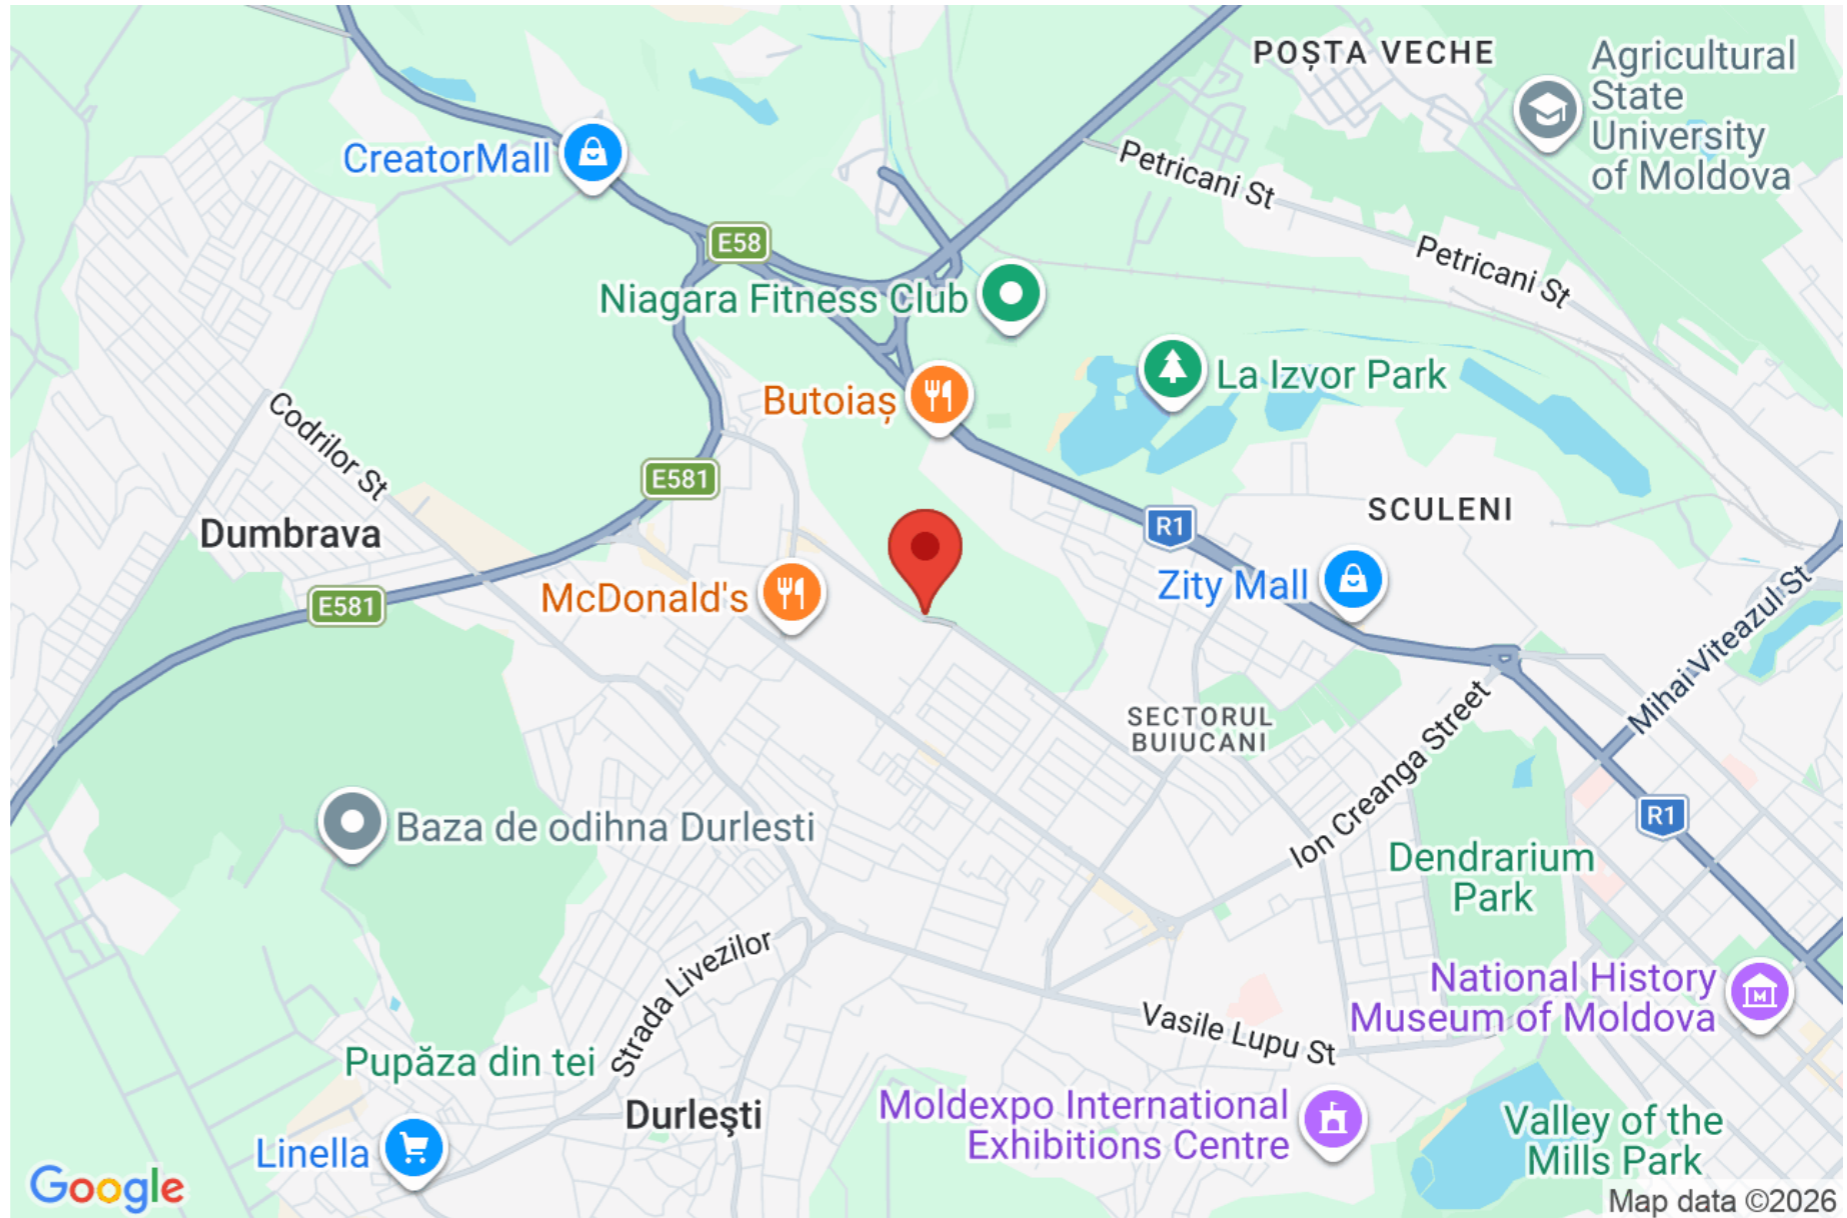 POȘTA VECHE
Agricultural
State
University
of Moldova
CreatorMall
Petricani St
E58
Petricani St
Niagara Fitness Club
La Izvor Park
Butoiaș
Codrilor St
E581
SCULENI
Dumbrava
R1
McDonald's
Zity Mall
E581
Mihai Viteazul St
SECTORUL
BUIUCANI
Ion Creanga Street
R1
Baza de odihna Durlesti
Dendrarium
Park
Strada Livezilor
National History
Museum of Moldova
Vasile Lupu St
Pupăza din tei
Durleşti
Moldexpo International
Exhibitions Centre
Valley of the
Mills Park
Linella
Google
Map data ©2026